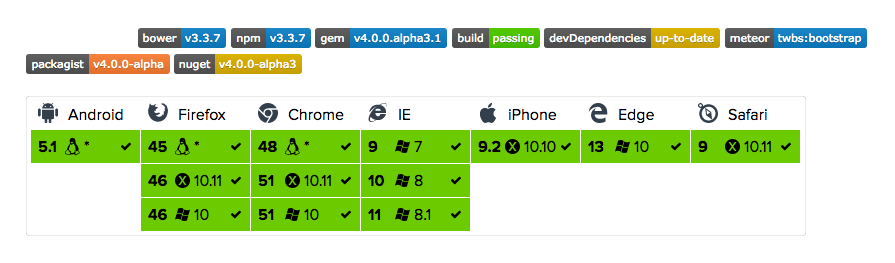 bower v3.3.7 npm v3.3.7 gem v4.0.0.alpha3.1 build passing devDependencies up-to-date meteor twbs:bootstrap
packagist v4.0.0-alpha nuget v4.0.0-alpha3
Android Firefox Chrome IE iPhone Edge Safari
5.1 * 45 * 48 * 9 7 9.2 10.10 13 10 9 10.11
46 10.11 51 10.11 10 8
46 10 51 10 11 8.1